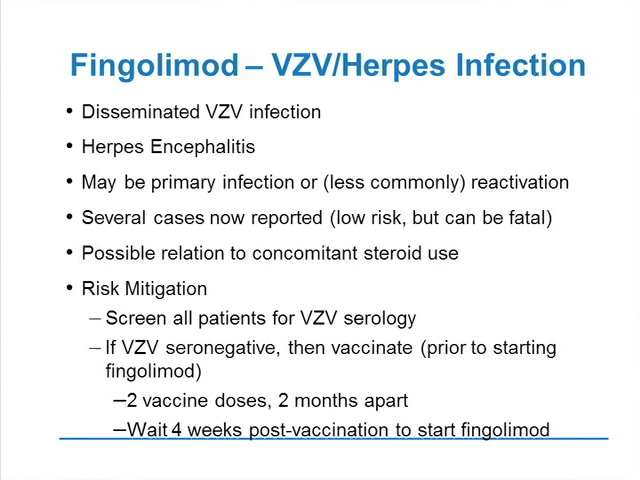 Fingolimod – VZV/Herpes Infection
• Disseminated VZV infection
• Herpes Encephalitis
• May be primary infection or (less commonly) reactivation
• Several cases now reported (low risk, but can be fatal)
• Possible relation to concomitant steroid use
• Risk Mitigation
– Screen all patients for VZV serology
– If VZV seronegative, then vaccinate (prior to starting
fingolimod)
–2 vaccine doses, 2 months apart
–Wait 4 weeks post-vaccination to start fingolimod